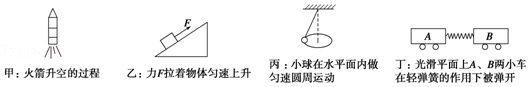 F
A
B
甲：火箭升空的过程
乙：力F拉着物体匀速上升
丙：小球在水平面内做
匀速圆周运动
丁：光滑水平面上A、B两小车
在轻弹簧的作用下被弹开